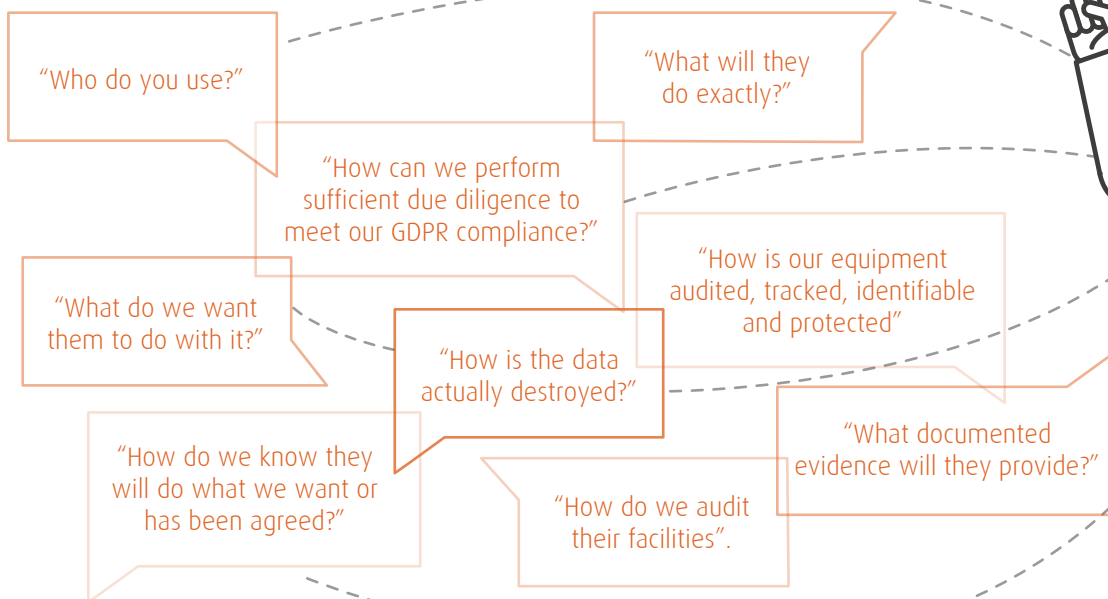 “Who do you use?”
“What will they
do exactly?”
“How can we perform
sufficient due diligence to
meet our GDPR compliance?”
“How is our equipment
audited, tracked, identifiable
and protected”
“What do we want
them to do with it?”
“How is the data
actually destroyed?”
“What documented
evidence will they provide?”
“How do we know they
will do what we want or
has been agreed?”
“How do we audit
their facilities”.